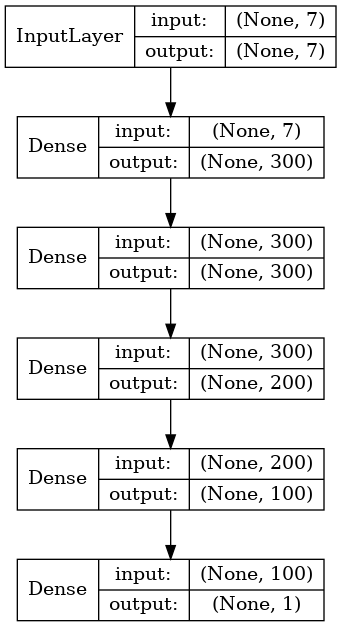 InputLayer
input: (None, 7)
output: (None, 7)
Dense
input: (None, 7)
output: (None, 300)
Dense
input: (None, 300)
output: (None, 300)
Dense
input: (None, 300)
output: (None, 200)
Dense
input: (None, 200)
output: (None, 100)
Dense
input: (None, 100)
output: (None, 1)